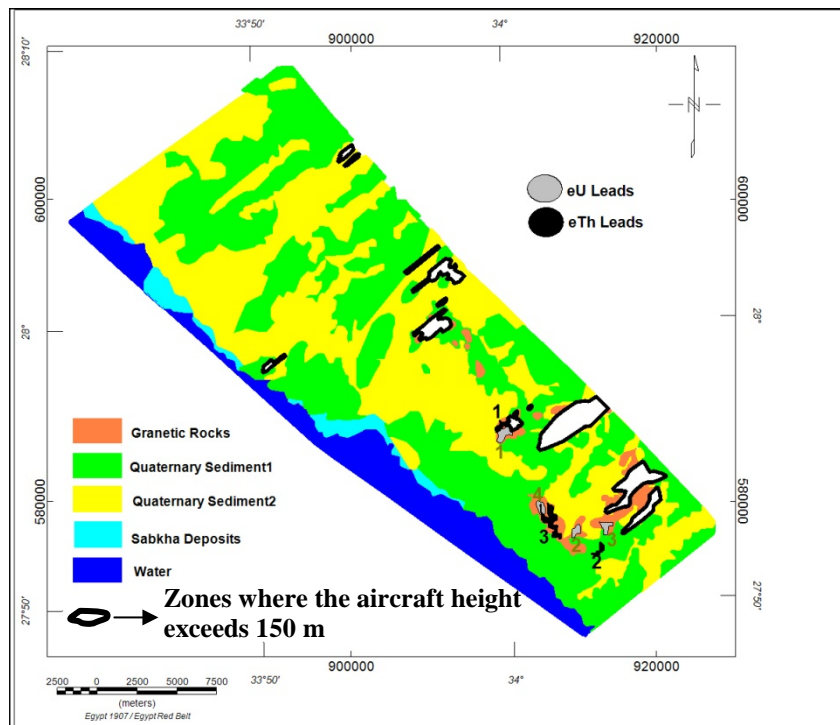 33°50' 34°
900000 920000
28°10'
N
eU Leads
eTh Leads
600000 600000
28° 28°
1
1
Granetic Rocks
Quaternary Sediment1
Quaternary Sediment2
Sabkha Deposits
Water
4
3 2 3
2
580000 580000
Zones where the aircraft height
exceeds 150 m
27°50' 27°50'
900000 920000
33°50' 34°
2500 0 2500 5000 7500
(meters)
Egypt 1907 / Egypt Red Belt